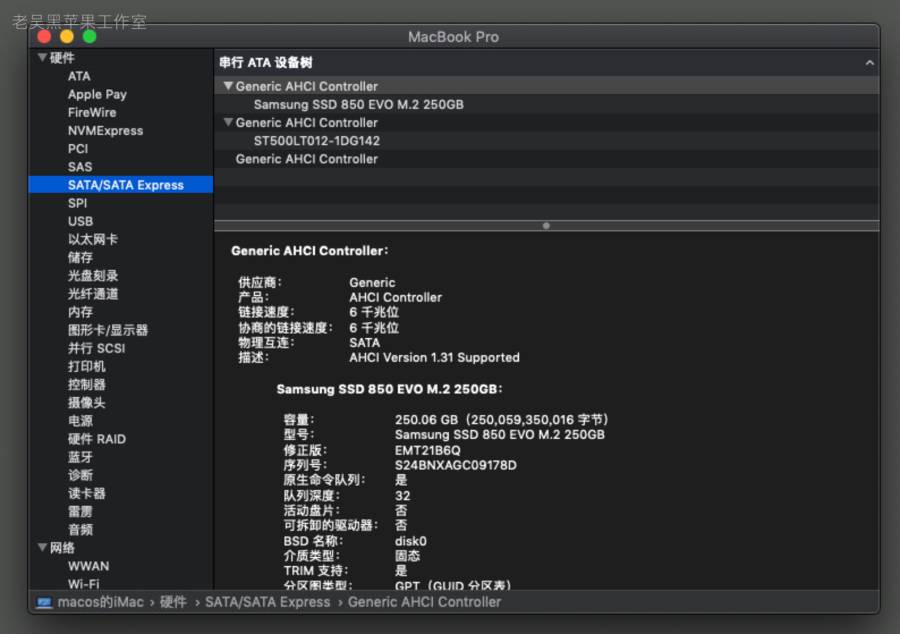 老吴黑苹果工作室
MacBook Pro
硬件
ATA
Apple Pay
FireWire
NVMExpress
PCI
SAS
SATA/SATA Express
SPI
USB
以太网卡
储存
光盘刻录
光纤通道
内存
图形卡/显示器
并行 SCSI
打印机
控制器
摄像头
电源
硬件 RAID
蓝牙
诊断
读卡器
雷雳
音频
网络
WWAN
Wi-Fi
串行 ATA 设备树
Generic AHCI Controller
Samsung SSD 850 EVO M.2 250GB
Generic AHCI Controller
ST500LT012-1DG142
Generic AHCI Controller
Generic AHCI Controller:
供应商: Generic
产品: AHCI Controller
链接速度: 6 千兆位
协商的链接速度: 6 千兆位
物理互连: SATA
描述: AHCI Version 1.31 Supported
Samsung SSD 850 EVO M.2 250GB:
容量: 250.06 GB（250,059,350,016 字节）
型号: Samsung SSD 850 EVO M.2 250GB
修正版: EMT21B6Q
序列号: S24BNXAGC09178D
原生命令队列: 是
队列深度: 32
活动盘片: 否
可拆卸的驱动器: 否
BSD 名称: disk0
介质类型: 固态
TRIM 支持: 是
分区图类型: GPT（GUID 分区表）
macos的iMac › 硬件 › SATA/SATA Express › Generic AHCI Controller